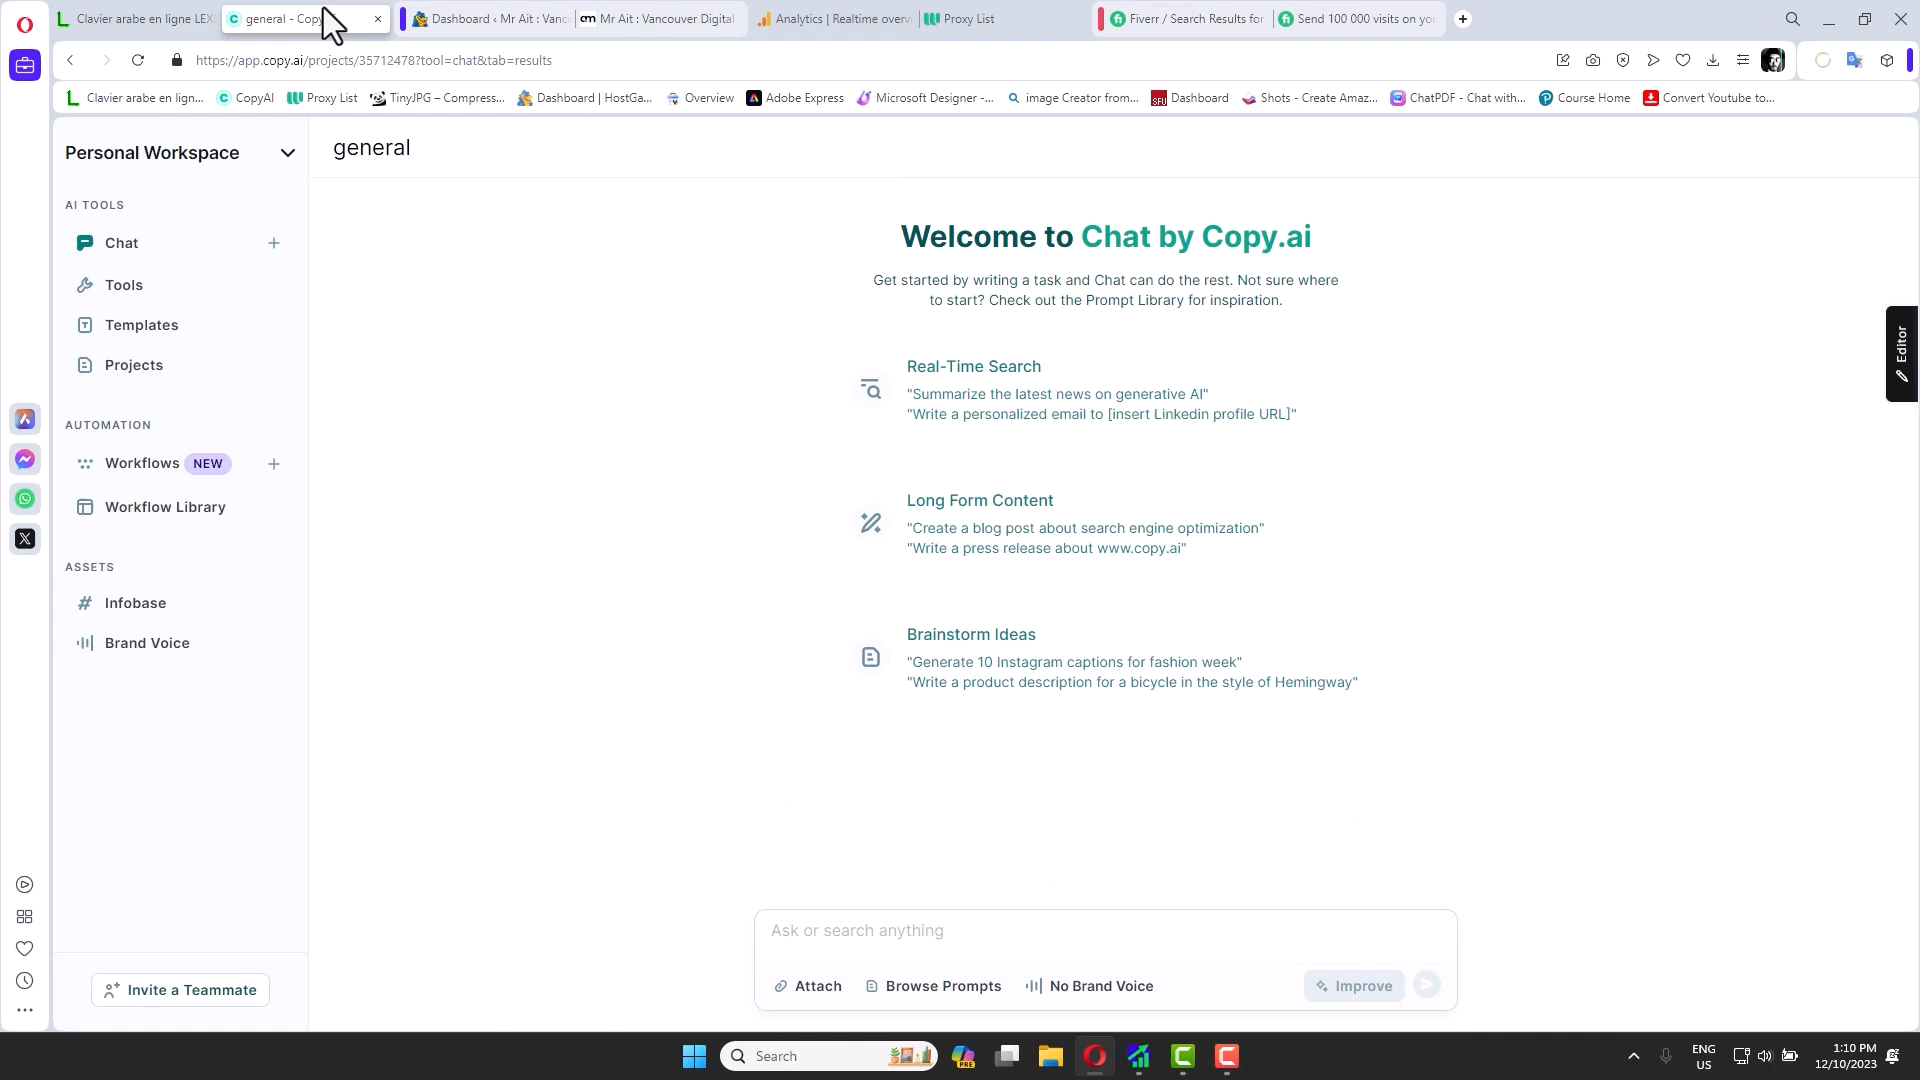 Clavier arabe en ligne LEX
general - Copy
Dashboard ‹ Mr Ait : Vanc
Mr Ait : Vancouver Digital
Analytics | Realtime overv
Proxy List
Fiverr / Search Results for
Send 100 000 visits on yo
https://app.copy.ai/projects/35712478?tool=chat&tab=results
Clavier arabe en lign...
CopyAI
Proxy List
TinyJPG – Compress...
Dashboard | HostGa...
Overview
Adobe Express
Microsoft Designer -...
image Creator from...
SFU
Dashboard
Shots - Create Amaz...
ChatPDF - Chat with...
Course Home
Convert Youtube to...
Personal Workspace
general
AI TOOLS
Chat
Tools
Templates
Projects
AUTOMATION
Workflows NEW
Workflow Library
ASSETS
Infobase
Brand Voice
Invite a Teammate
Welcome to Chat by Copy.ai
Get started by writing a task and Chat can do the rest. Not sure where
to start? Check out the Prompt Library for inspiration.
Real-Time Search
"Summarize the latest news on generative AI"
"Write a personalized email to [insert Linkedin profile URL]"
Long Form Content
"Create a blog post about search engine optimization"
"Write a press release about www.copy.ai"
Brainstorm Ideas
"Generate 10 Instagram captions for fashion week"
"Write a product description for a bicycle in the style of Hemingway"
Editor
Ask or search anything
Attach
Browse Prompts
No Brand Voice
Improve
Search
PRE
ENG
US
1:10 PM
12/10/2023